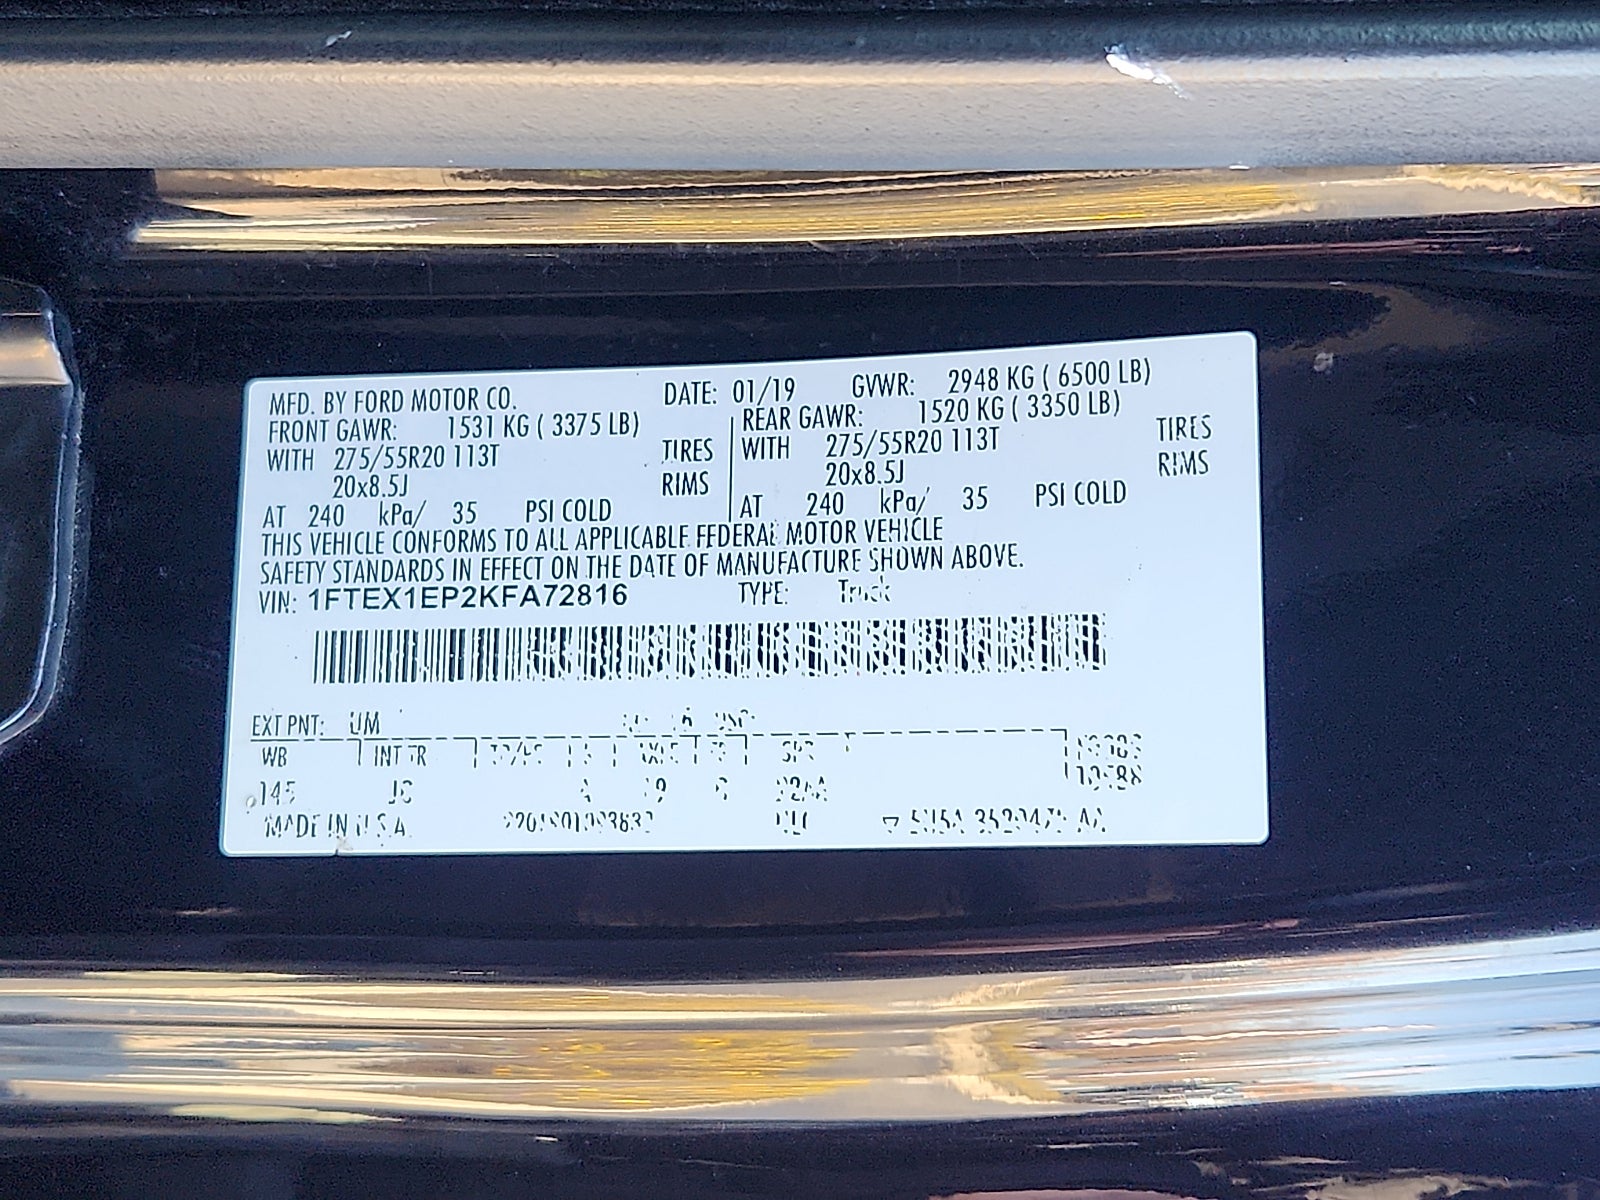 MFD. BY FORD MOTOR CO. DATE: 01/19 GVWR: 2948 KG ( 6500 LB)
FRONT GAWR: 1531 KG ( 3375 LB) REAR GAWR: 1520 KG ( 3350 LB)
WITH 275/55R20 113T TIRES WITH 275/55R20 113T TIRES
20x8.5J RIMS 20x8.5J RIMS
AT 240 kPa/ 35 PSI COLD AT 240 kPa/ 35 PSI COLD
THIS VEHICLE CONFORMS TO ALL APPLICABLE FEDERAL MOTOR VEHICLE
SAFETY STANDARDS IN EFFECT ON THE DATE OF MANUFACTURE SHOWN ABOVE.
VIN: 1FTEX1EP2KFA72816 TYPE: Truck
EXT PNT: UM
WB INT TR
145
MADE IN U.S.A.